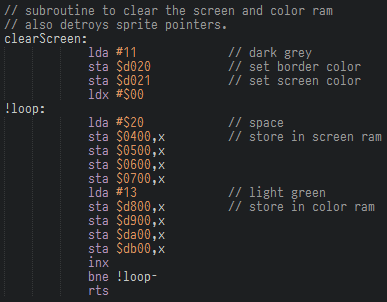 // subroutine to clear the screen and color ram
// also detroys sprite pointers.
clearScreen:
lda #11 // dark grey
sta $d020 // set border color
sta $d021 // set screen color
ldx #$00
!loop:
lda #$20 // space
sta $0400,x // store in screen ram
sta $0500,x
sta $0600,x
sta $0700,x
lda #13 // light green
sta $d800,x // store in color ram
sta $d900,x
sta $da00,x
sta $db00,x
inx
bne !loop-
rts